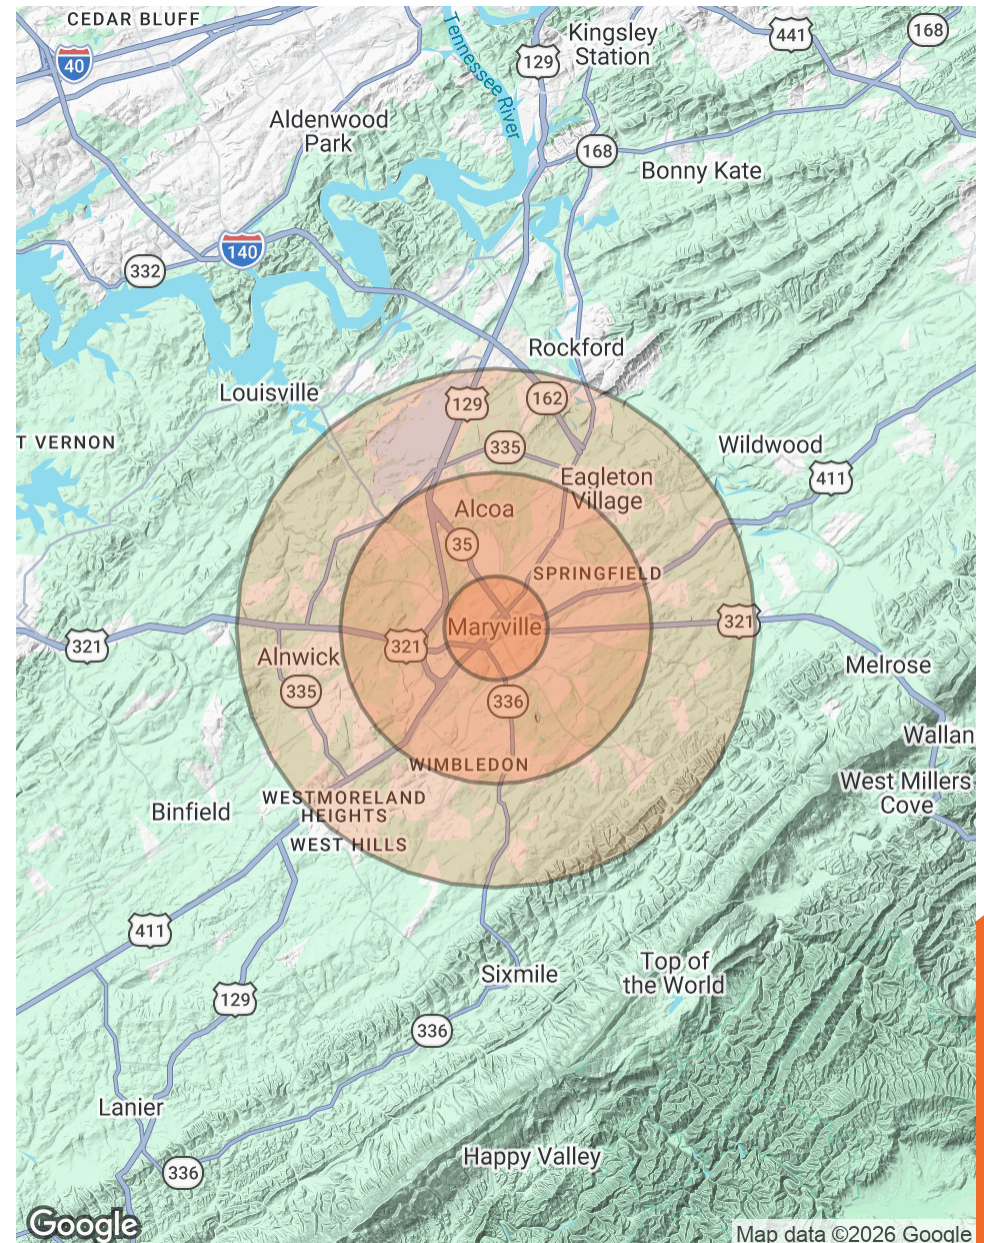 CEDAR BLUFF
Kingsley
Station
441
168
40
129
Tennessee River
Aldenwood
Park
168
Bonny Kate
140
332
Rockford
Louisville
129
162
T VERNON
335
Wildwood
411
Eagleton
Village
Alcoa
35
SPRINGFIELD
Maryville
321
321
321
Alnwick
335
336
Melrose
Wallan
WIMBLEDON
West Millers
Cove
WESTMORELAND
HEIGHTS
Binfield
WEST HILLS
411
129
Sixmile
Top of
the World
336
Lanier
Happy Valley
336
Google
Map data ©2026 Google